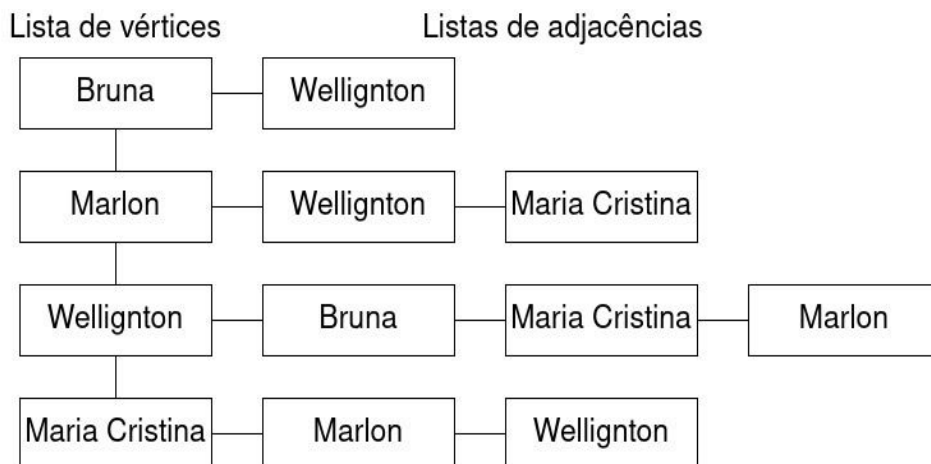 Lista de vértices Listas de adjacências
Bruna Wellignton
Marlon Wellignton Maria Cristina
Wellignton Bruna Maria Cristina Marlon
Maria Cristina Marlon Wellignton